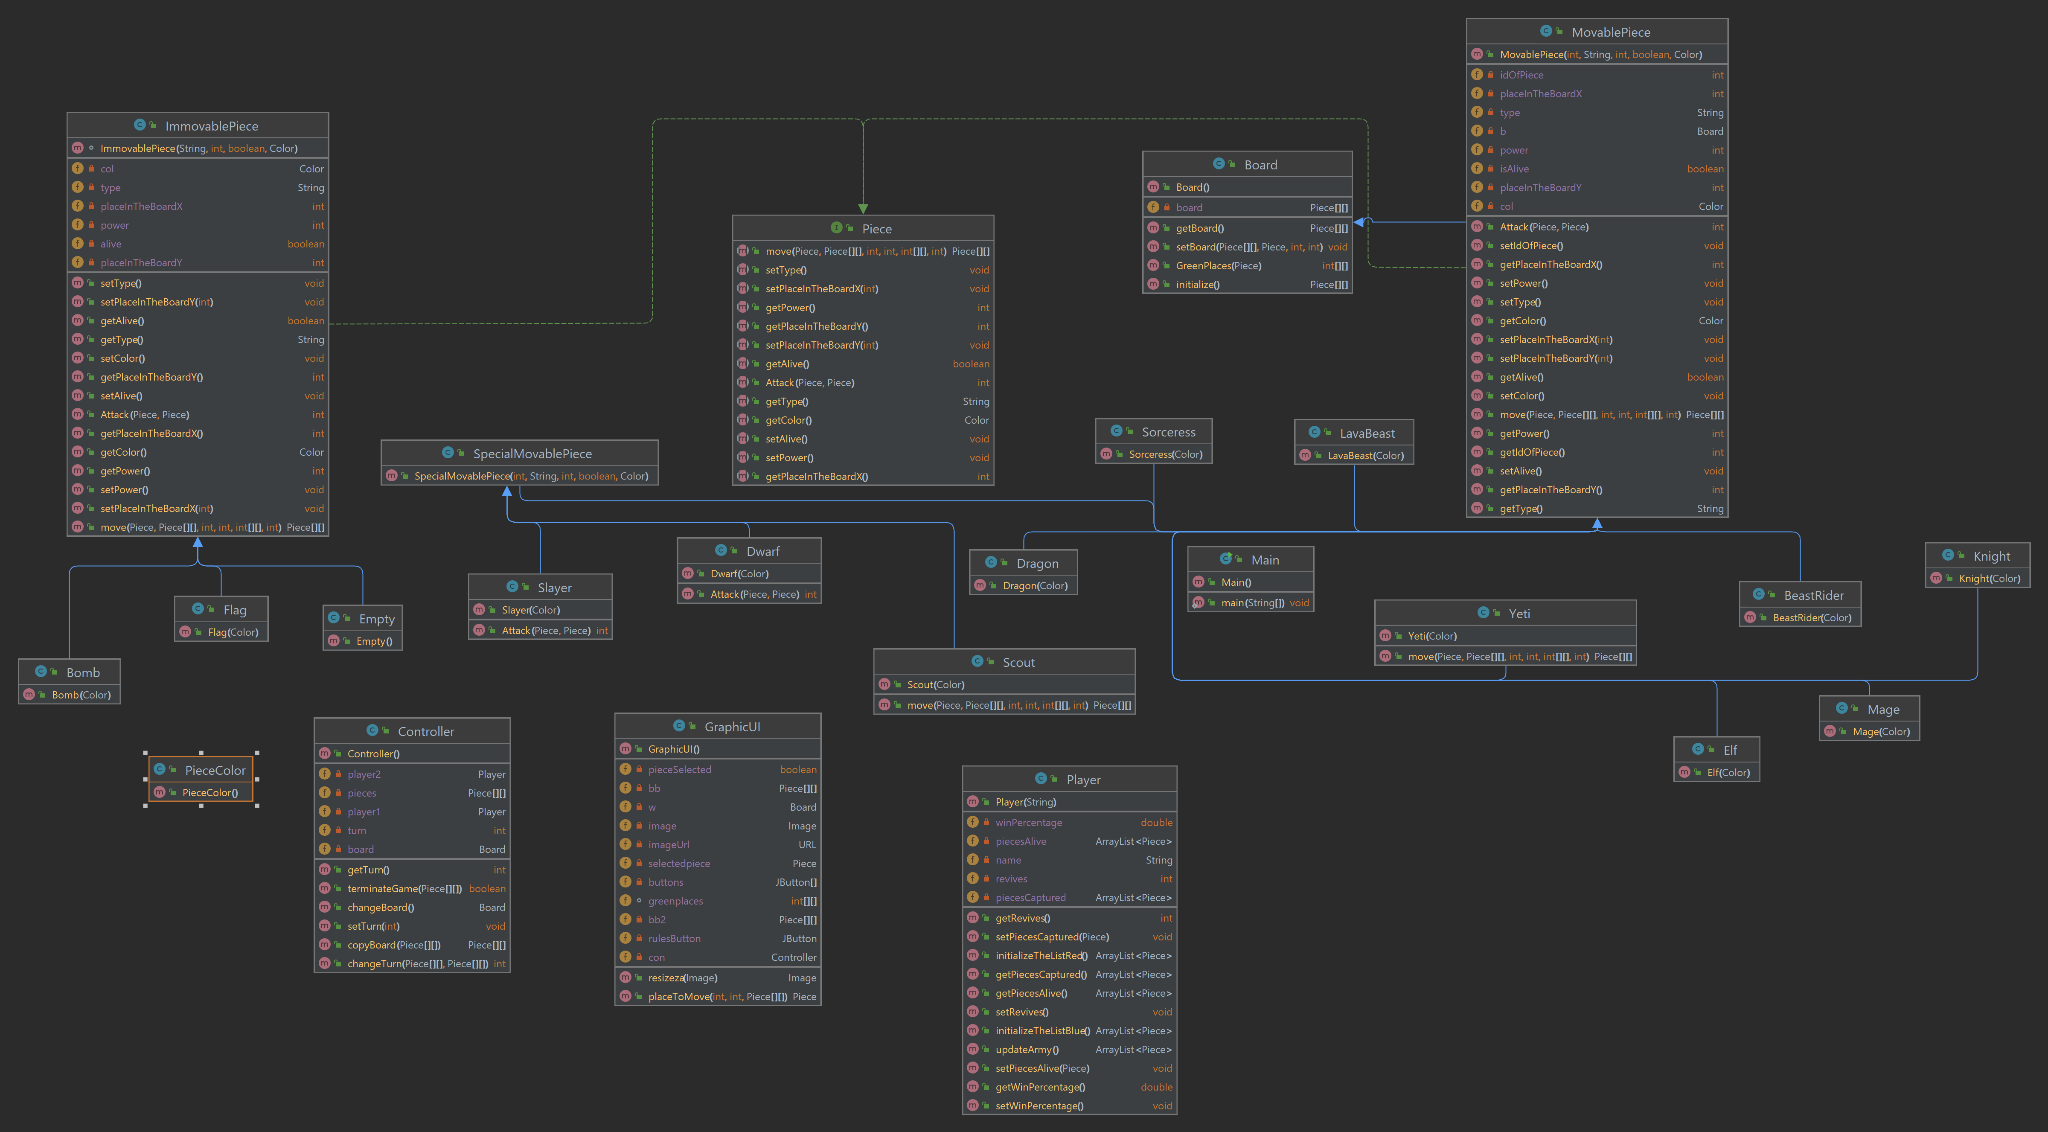 ImmovablePiece
ImmovablePiece(String, int, boolean, Color)
col Color
type String
placeInTheBoardX int
power int
alive boolean
placeInTheBoardY int
setType() void
setPlaceInTheBoardY(int) void
getAlive() boolean
getType() String
setColor() void
getPlaceInTheBoardY() int
setAlive() void
Attack(Piece, Piece) int
getPlaceInTheBoardX() int
getColor() Color
getPower() int
setPower() void
setPlaceInTheBoardX(int) void
move(Piece, Piece[][], int, int, int[][], int) Piece[][]
Piece
move(Piece, Piece[][], int, int, int[][], int) Piece[][]
setType() void
setPlaceInTheBoardX(int) void
getPower() int
getPlaceInTheBoardY() int
setPlaceInTheBoardY(int) void
getAlive() boolean
Attack(Piece, Piece) int
getType() String
getColor() Color
setAlive() void
setPower() void
getPlaceInTheBoardX() int
Board
Board()
board Piece[][]
getBoard() Piece[][]
setBoard(Piece[][], Piece, int, int) void
GreenPlaces(Piece) int[][]
initialize() Piece[][]
MovablePiece
MovablePiece(int, String, int, boolean, Color)
idOfPiece int
placeInTheBoardX int
type String
b Board
power int
isAlive boolean
placeInTheBoardY int
col Color
Attack(Piece, Piece) int
setIdOfPiece() void
getPlaceInTheBoardX() int
setPower() void
setType() void
getColor() Color
setPlaceInTheBoardX(int) void
setPlaceInTheBoardY(int) void
getAlive() boolean
setColor() void
move(Piece, Piece[][], int, int, int[][], int) Piece[][]
getPower() int
getIdOfPiece() int
setAlive() void
getPlaceInTheBoardY() int
getType() String
SpecialMovablePiece
SpecialMovablePiece(int, String, int, boolean, Color)
Sorceress
Sorceress(Color)
LavaBeast
LavaBeast(Color)
Bomb
Bomb(Color)
Flag
Flag(Color)
Empty
Empty()
Slayer
Slayer(Color)
Attack(Piece, Piece) int
Dwarf
Dwarf(Color)
Attack(Piece, Piece) int
Scout
Scout(Color)
move(Piece, Piece[][], int, int, int[][], int) Piece[][]
Dragon
Dragon(Color)
Main
Main()
main(String[]) void
Yeti
Yeti(Color)
move(Piece, Piece[][], int, int, int[][], int) Piece[][]
BeastRider
BeastRider(Color)
Knight
Knight(Color)
Elf
Elf(Color)
Mage
Mage(Color)
PieceColor
PieceColor()
Controller
Controller()
player2 Player
pieces Piece[][]
player1 Player
turn int
board Board
getTurn() int
terminateGame(Piece[][]) boolean
changeBoard() Board
setTurn(int) void
copyBoard(Piece[][]) Piece[][]
changeTurn(Piece[][], Piece[][]) int
GraphicUI
GraphicUI()
pieceSelected boolean
bb Piece[][]
w Board
image Image
imageUrl URL
selectedpiece Piece
buttons JButton[]
greenplaces int[][]
bb2 Piece[][]
rulesButton JButton
con Controller
resizeza(Image) Image
placeToMove(int, int, Piece[][]) Piece
Player
Player(String)
winPercentage double
piecesAlive ArrayList<Piece>
name String
revives int
piecesCaptured ArrayList<Piece>
getRevives() int
setPiecesCaptured(Piece) void
initializeTheListRed() ArrayList<Piece>
getPiecesCaptured() ArrayList<Piece>
getPiecesAlive() ArrayList<Piece>
setRevives() void
initializeTheListBlue() ArrayList<Piece>
updateArmy() ArrayList<Piece>
setPiecesAlive(Piece) void
getWinPercentage() double
setWinPercentage() void